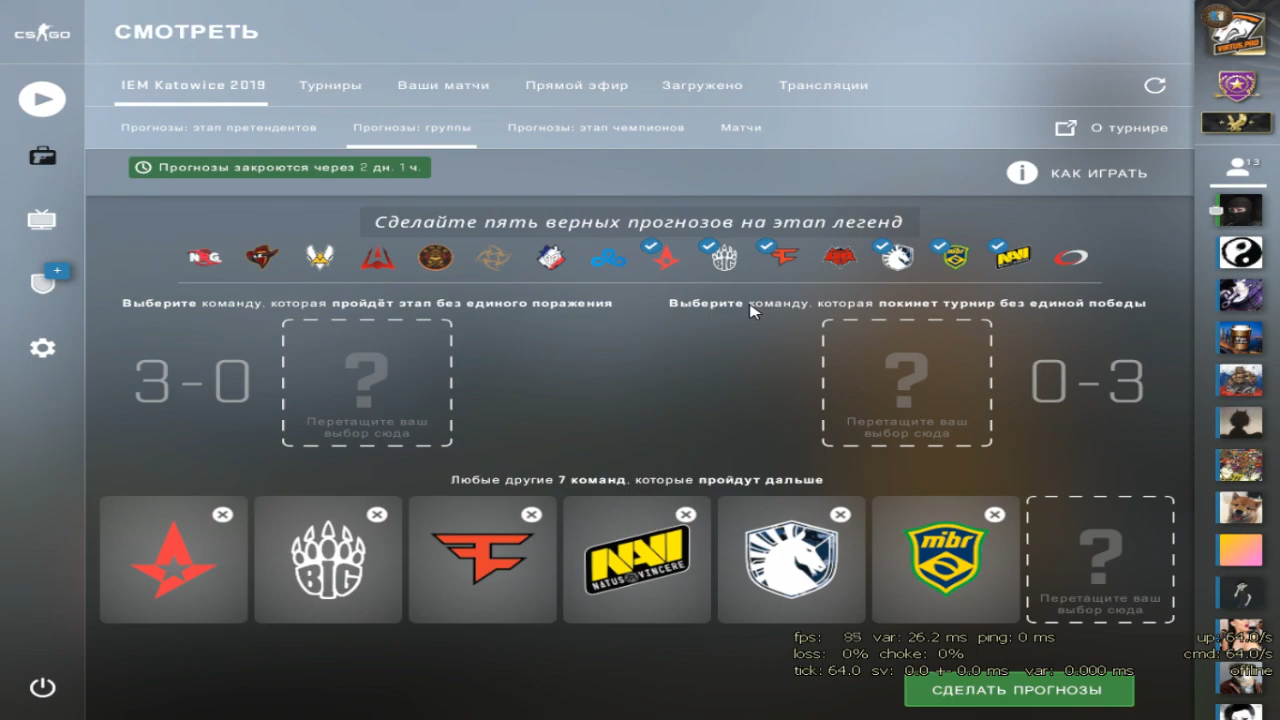 CS GO
СМОТРЕТЬ
VIRTUS.PRO
IEM Katowice 2019 Турниры Ваши матчи Прямой эфир Загружено Трансляции
Прогнозы: этап претендентов Прогнозы: группы Прогнозы: этап чемпионов Матчи О турнире
Прогнозы закроются через 2 дн. 1 ч.
i КАК ИГРАТЬ
13
Сделайте пять верных прогнозов на этап легенд
Выберите команду, которая пройдёт этап без единого поражения
Выберите команду, которая покинет турнир без единой победы
3-0
?
Перетащите ваш
выбор сюда
?
Перетащите ваш
выбор сюда
0-3
Любые другие 7 команд, которые пройдут дальше
BIG
NAVI
NATUS VINCERE
mibr
?
Перетащите ваш
выбор сюда
fps: 85 var: 26.2 ms ping: 0 ms up: 64.0/s
loss: 0% choke: 0% cmd: 64.0/s
tick: 64.0 sv: 0.0 +- 0.0 ms var: 0.000 ms offline
СДЕЛАТЬ ПРОГНОЗЫ